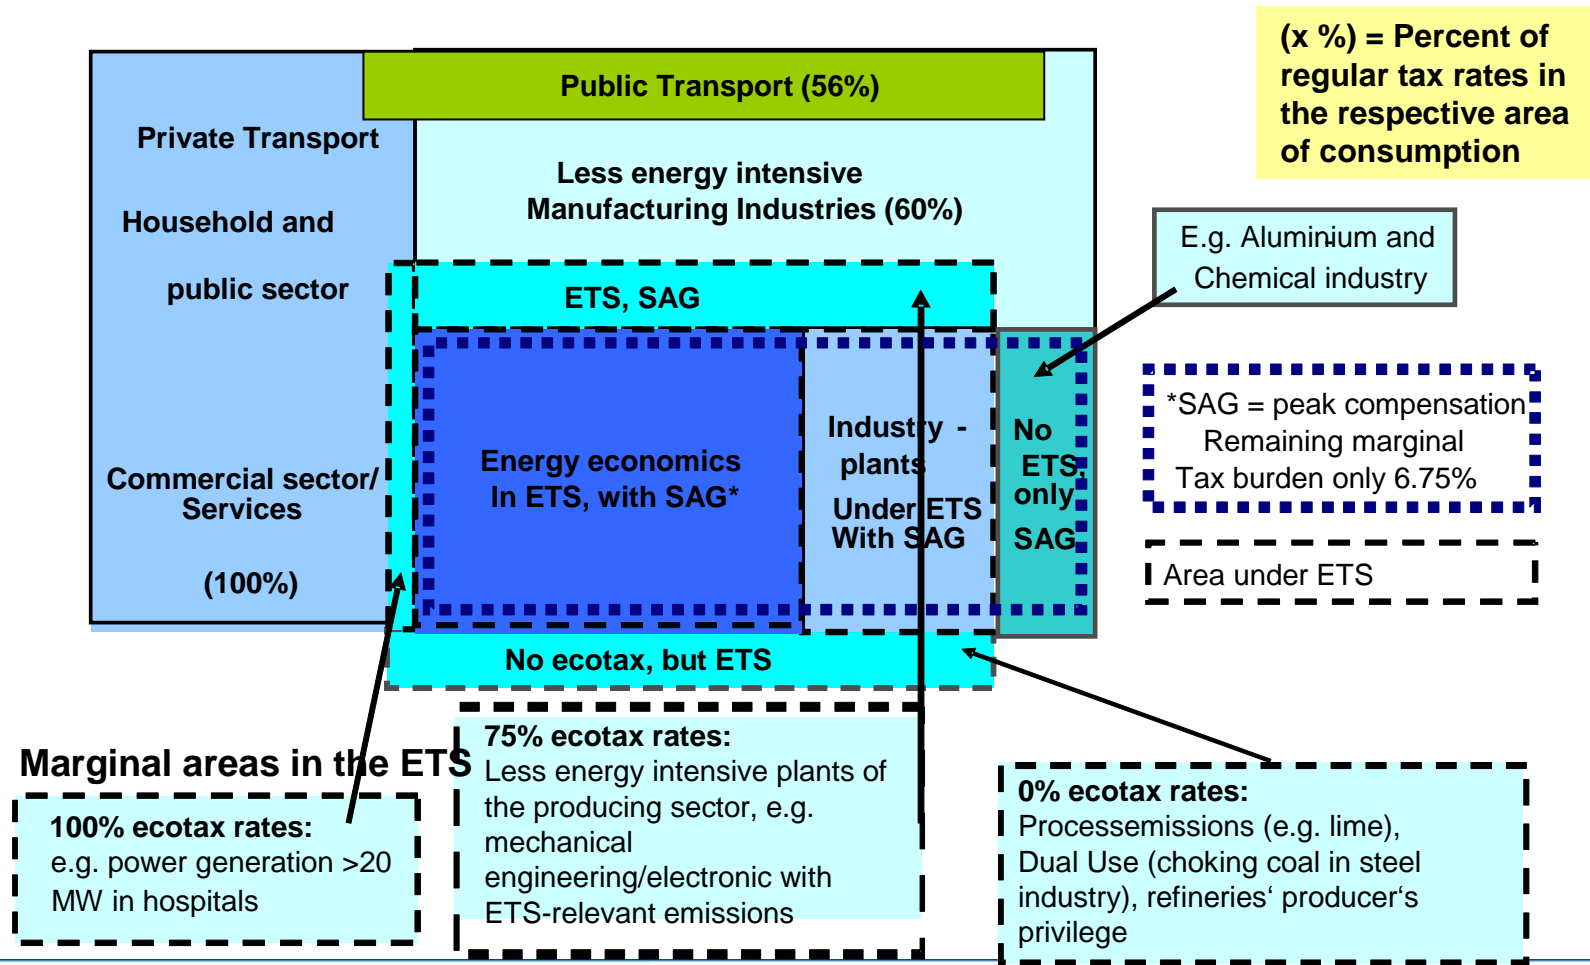 (x %) = Percent of
regular tax rates in
the respective area
of consumption
Public Transport (56%)
Private Transport
Household and
public sector
Commercial sector/
Services
(100%)
Less energy intensive
Manufacturing Industries (60%)
E.g. Aluminium and
Chemical industry
ETS, SAG
Energy economics
In ETS, with SAG*
Industry -
plants
Under ETS
With SAG
No
ETS,
only
SAG
*SAG = peak compensation
Remaining marginal
Tax burden only 6.75%
Area under ETS
No ecotax, but ETS
Marginal areas in the ETS
100% ecotax rates:
e.g. power generation >20
MW in hospitals
75% ecotax rates:
Less energy intensive plants of
the producing sector, e.g.
mechanical
engineering/electronic with
ETS-relevant emissions
0% ecotax rates:
Processemissions (e.g. lime),
Dual Use (choking coal in steel
industry), refineries‘ producer‘s
privilege